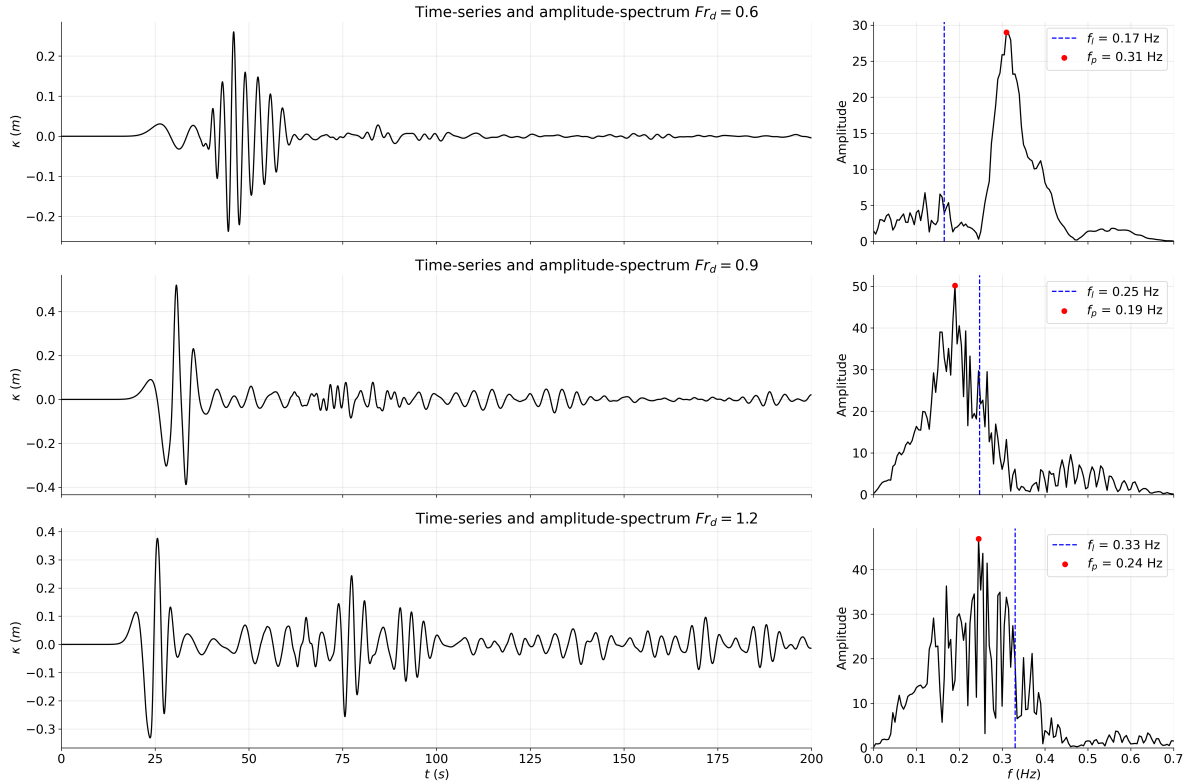 Time-series and amplitude-spectrum Fr_d = 0.6
κ (m)
0.2
0.1
0.0
−0.1
−0.2
Amplitude
30
25
20
15
10
5
0
f_l = 0.17 Hz
f_p = 0.31 Hz
Time-series and amplitude-spectrum Fr_d = 0.9
κ (m)
0.4
0.2
0.0
−0.2
−0.4
Amplitude
50
40
30
20
10
0
f_l = 0.25 Hz
f_p = 0.19 Hz
Time-series and amplitude-spectrum Fr_d = 1.2
κ (m)
0.4
0.3
0.2
0.1
0.0
−0.1
−0.2
−0.3
0 25 50 75 100 125 150 175 200
t (s)
Amplitude
40
30
20
10
0
f_l = 0.33 Hz
f_p = 0.24 Hz
0.0 0.1 0.2 0.3 0.4 0.5 0.6 0.7
f (Hz)